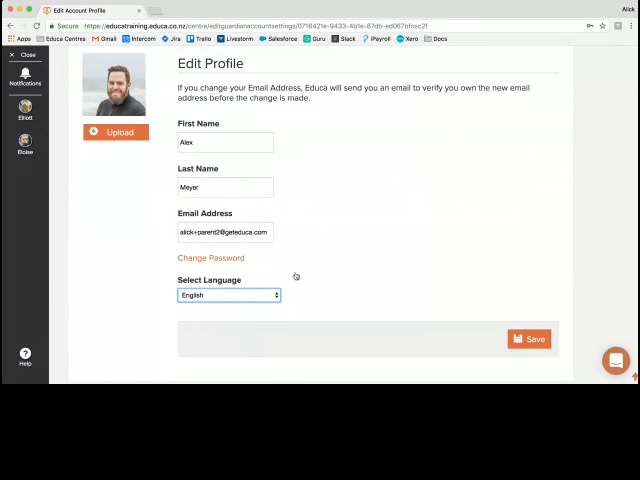 Edit Account Profile
Alick
Secure https://educatraining.educa.co.nz/centre/editguardianaccountsettings/0716421e-9433-4b1e-87db-ed067bfcec2f
Apps Educa Centres Gmail Intercom Jira Trello Livestorm Salesforce Guru Slack iPayroll Xero Docs
Close
Notifications
Elliott
Eloise
Help
Upload
Edit Profile
If you change your Email Address, Educa will send you an email to verify you own the new email
address before the change is made.
First Name
Alex
Last Name
Meyer
Email Address
alick+parent2@geteduca.com
Change Password
Select Language
English
Save